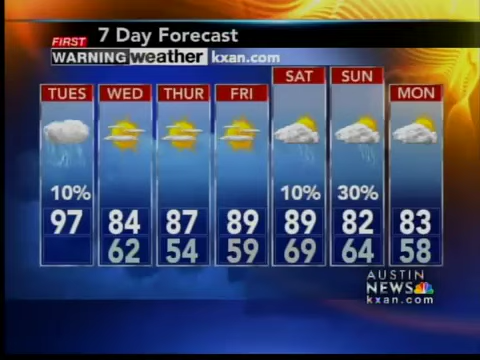 7 Day Forecast
FIRST
WARNING weather kxan.com
TUES WED THUR FRI SAT SUN MON
10% 10% 30%
97 84 87 89 89 82 83
62 54 59 69 64 58
AUSTIN
NEWS
kxan.com